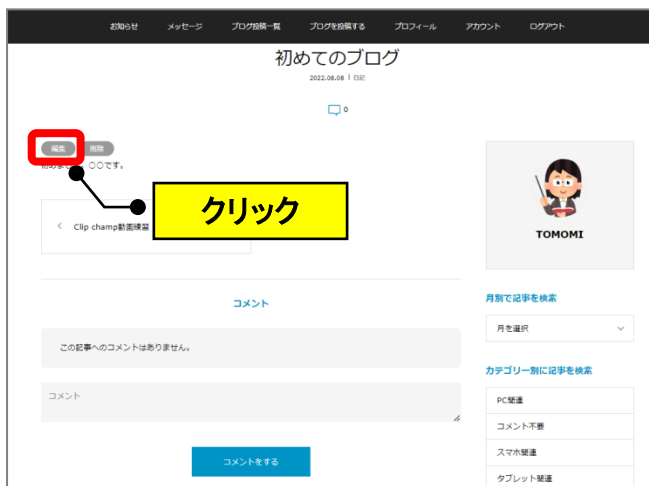 お知らせ メッセージ ブログ投稿一覧 ブログを投稿する プロフィール アカウント ログアウト
初めてのブログ
2022.08.08 | 日記
0
編集 削除
〇〇です。
クリック
< Clip champ動画練習
TOMOMI
コメント
この記事へのコメントはありません。
コメント
コメントをする
月別で記事を検索
月を選択
カテゴリー別に記事を検索
PC関連
コメント不要
スマホ関連
タブレット関連